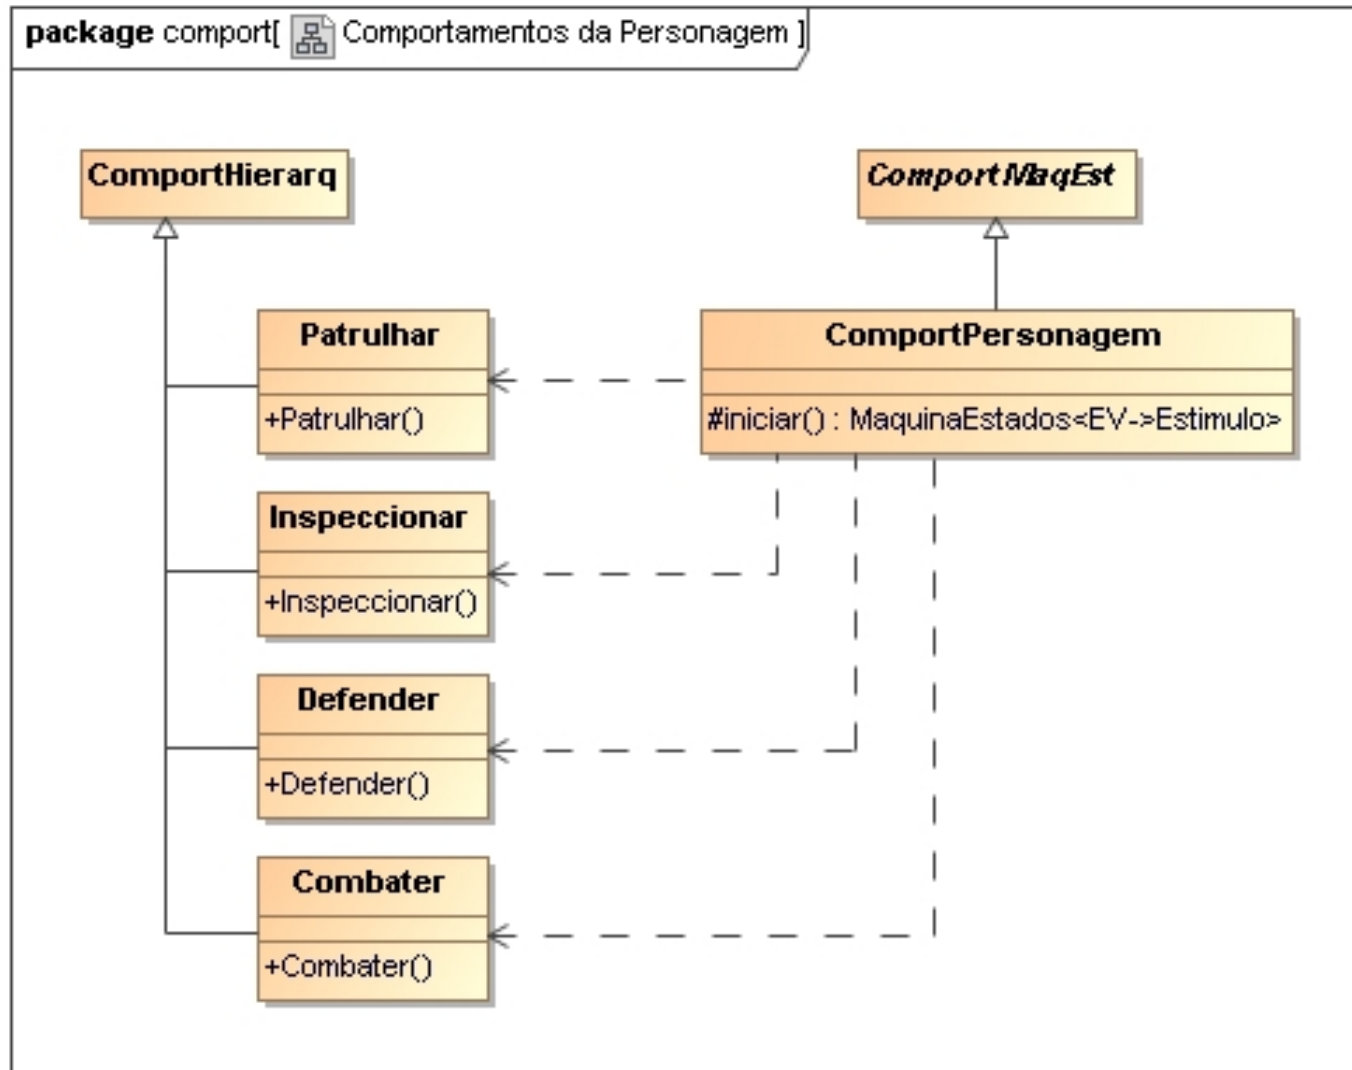 package comport[ Comportamentos da Personagem ]
ComportHierarq
ComportMaqEst
Patrulhar
+Patrulhar()
ComportPersonagem
#iniciar() : MaquinaEstados<EV->Estimulo>
Inspeccionar
+Inspeccionar()
Defender
+Defender()
Combater
+Combater()